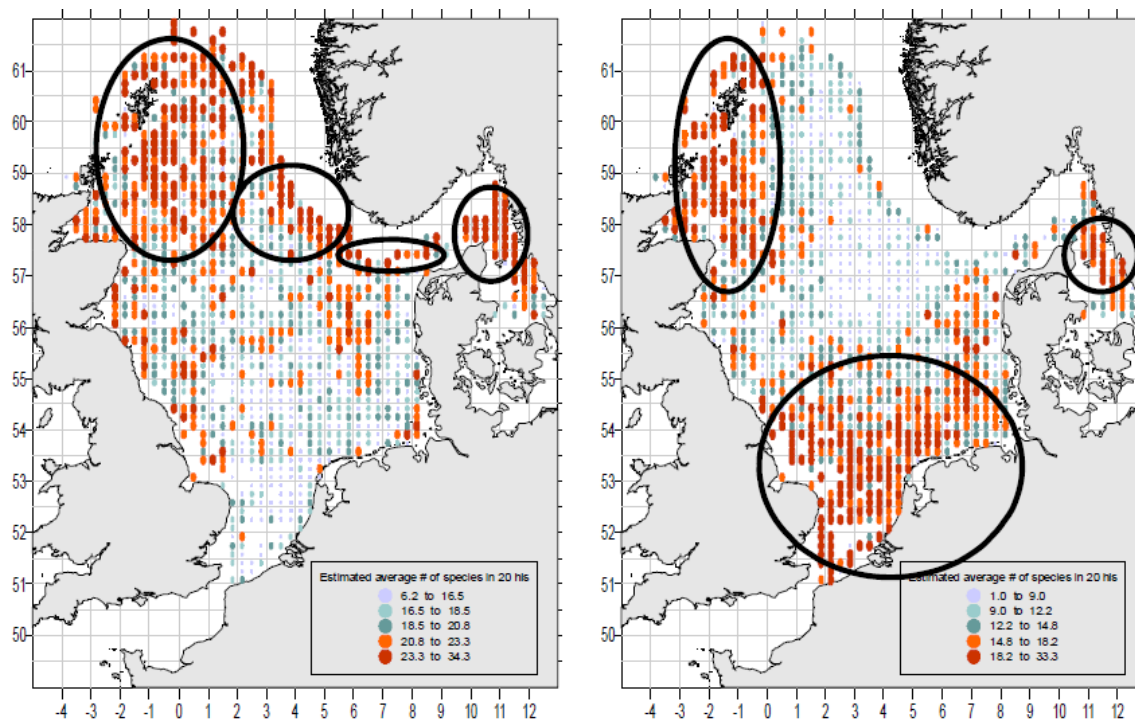 61
60
59
58
57
56
55
54
53
52
51
50
Estimated average # of species in 20 hls
6.2 to 16.5
16.5 to 18.5
18.5 to 20.8
20.8 to 23.3
23.3 to 34.3
-4 -3 -2 -1 0 1 2 3 4 5 6 7 8 9 10 12
61
60
59
58
57
56
55
54
53
52
51
50
Estimated average # of species in 20 hls
1.0 to 9.0
9.0 to 12.2
12.2 to 14.8
14.8 to 18.2
18.2 to 33.3
-4 -3 -2 -1 0 1 2 3 4 5 6 7 8 9 10 12